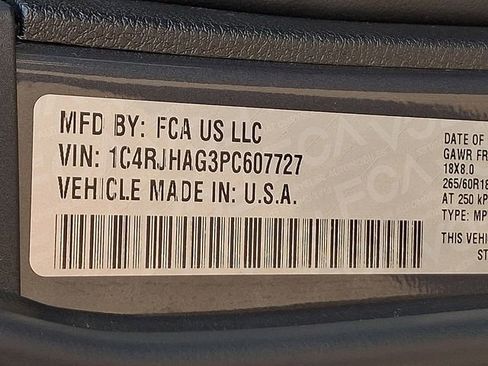 MFD BY: FCA US LLC
VIN: 1C4RJHAG3PC607727
VEHICLE MADE IN: U.S.A.
DATE OF
GAWR FR
18X8.0
265/60R18
AT 250 kP
TYPE: MP
THIS VEHI
ST